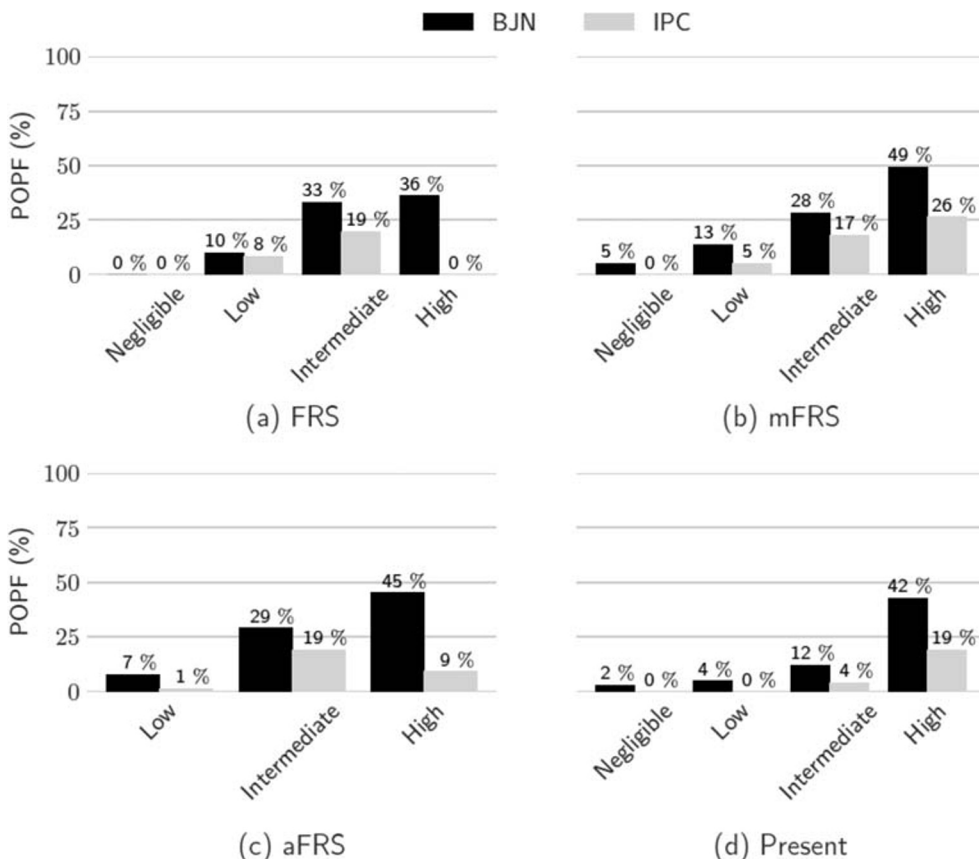 BJN IPC
100
75
50
25
0
POPF (%)
0 % 0 % 10 % 8 % 33 % 19 % 36 % 0 %
Negligible Low Intermediate High
(a) FRS
5 % 0 % 13 % 5 % 28 % 17 % 49 % 26 %
Negligible Low Intermediate High
(b) mFRS
100
75
50
25
0
POPF (%)
7 % 1 % 29 % 19 % 45 % 9 %
Low Intermediate High
(c) aFRS
2 % 0 % 4 % 0 % 12 % 4 % 42 % 19 %
Negligible Low Intermediate High
(d) Present